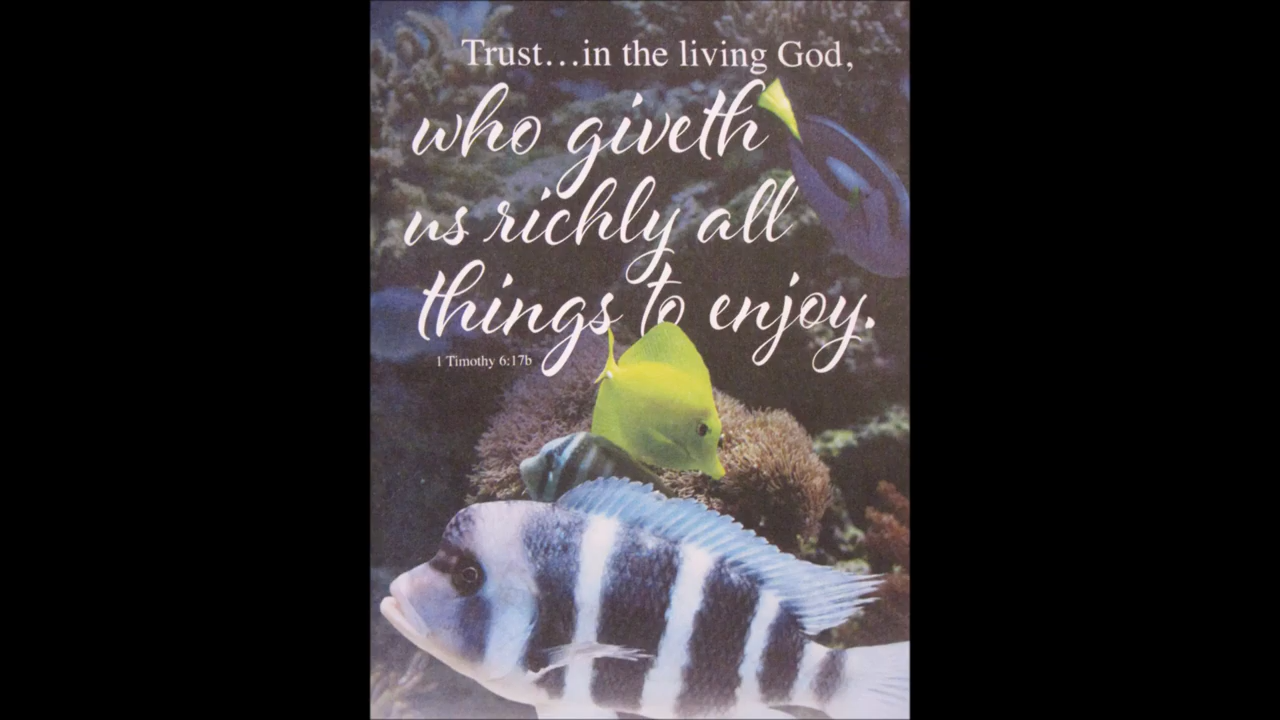 Trust...in the living God,
who giveth
us richly all
things to enjoy.
1 Timothy 6:17b